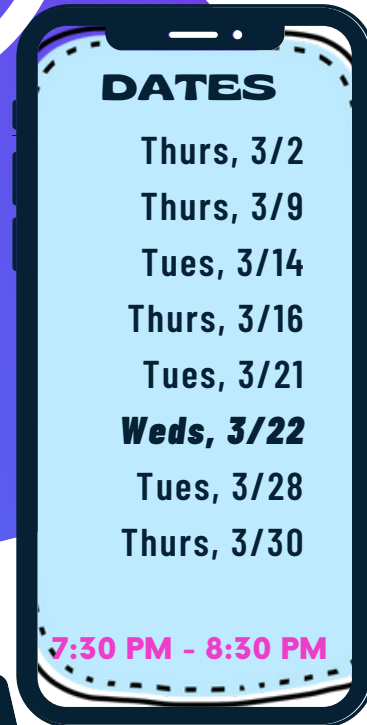 DATES
Thurs, 3/2
Thurs, 3/9
Tues, 3/14
Thurs, 3/16
Tues, 3/21
Weds, 3/22
Tues, 3/28
Thurs, 3/30
7:30 PM - 8:30 PM